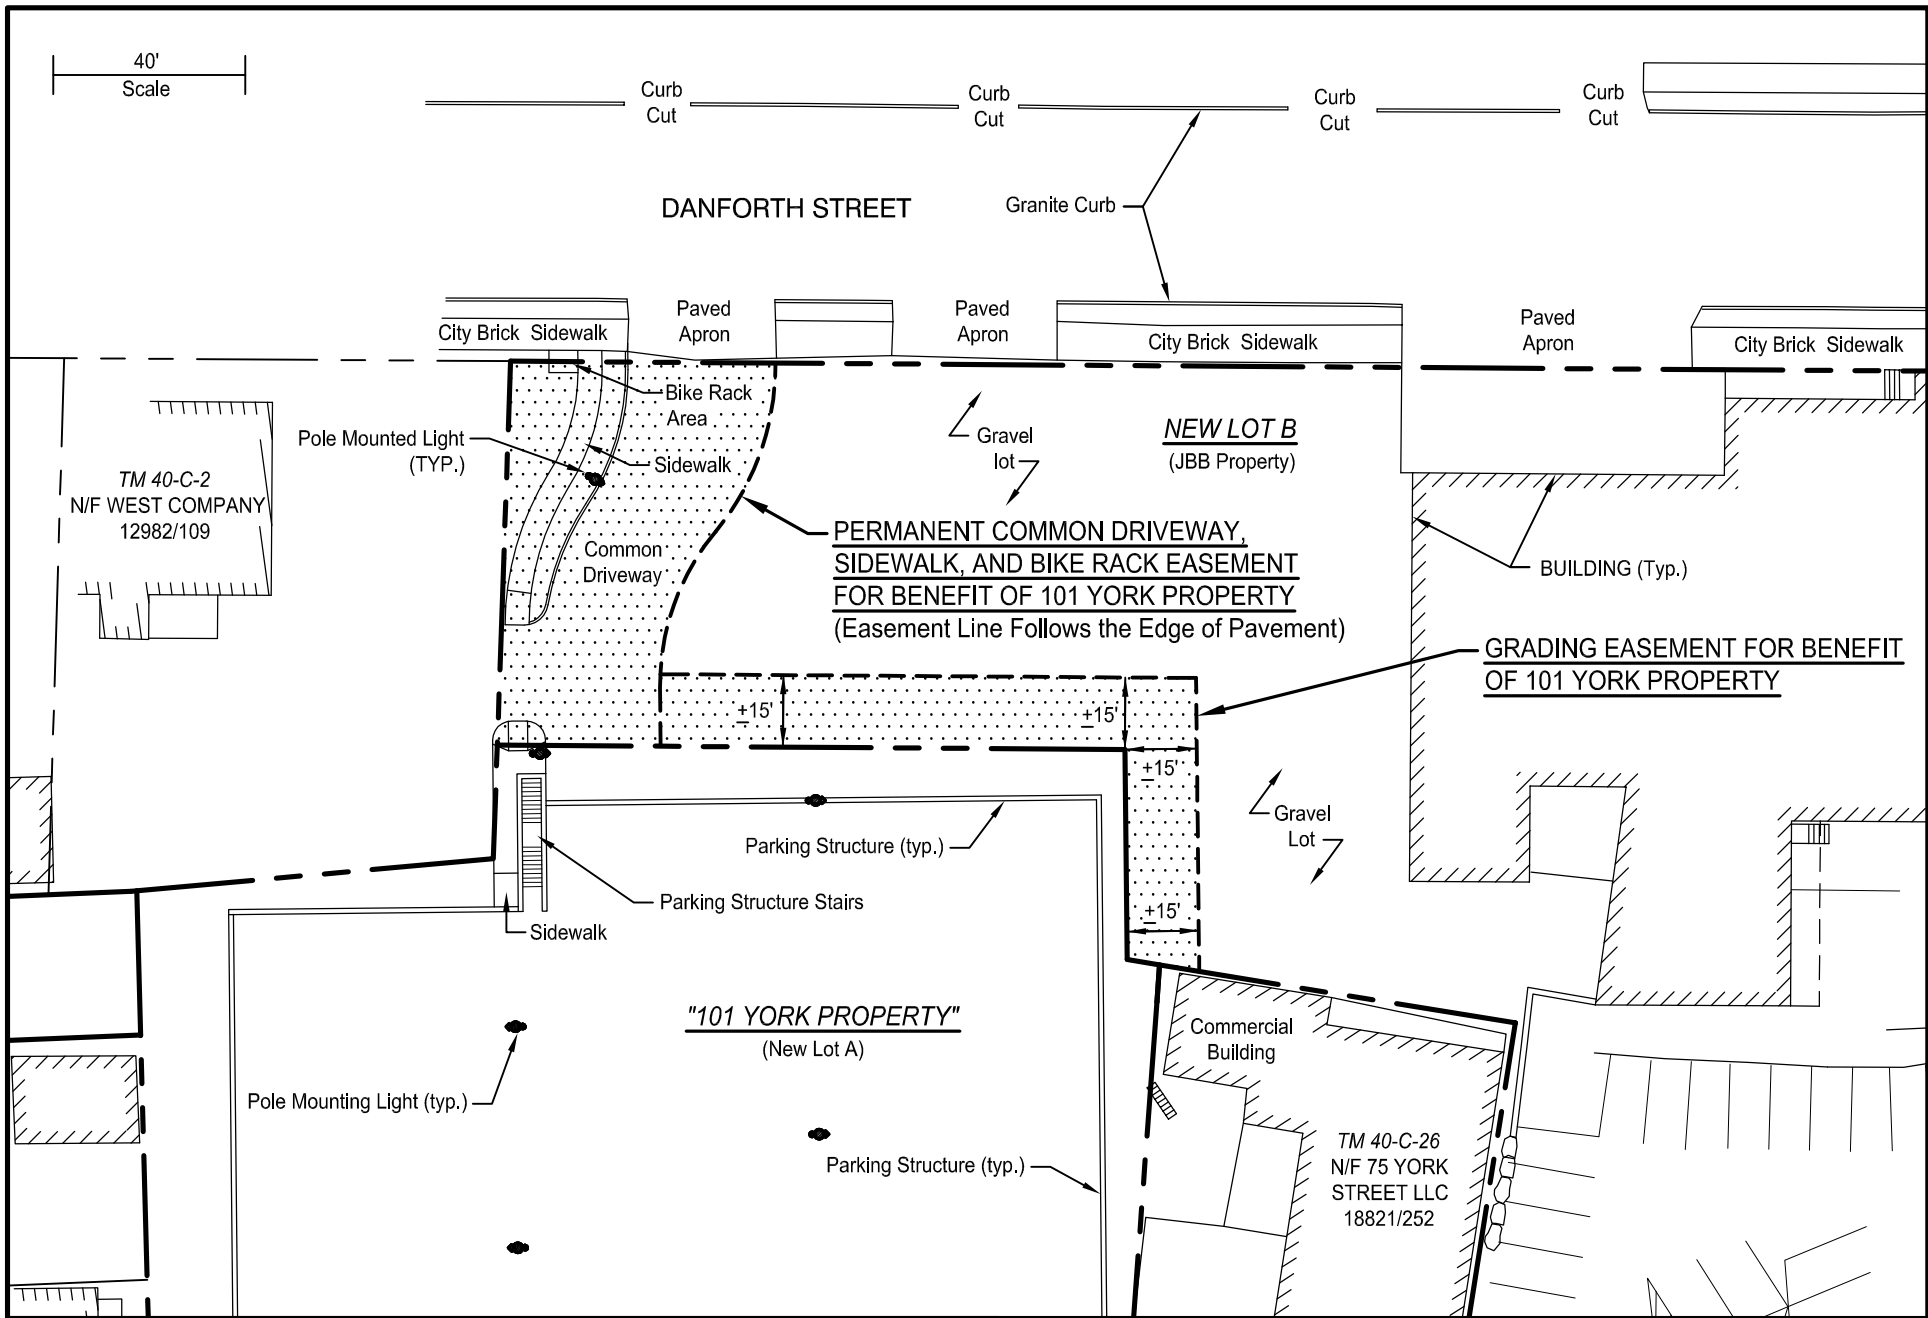 40'
Scale
Curb
Cut
Curb
Cut
Curb
Cut
Curb
Cut
DANFORTH STREET
Granite Curb
City Brick Sidewalk
Paved
Apron
Paved
Apron
City Brick Sidewalk
Paved
Apron
City Brick Sidewalk
Bike Rack
Area
Pole Mounted Light
(TYP.)
Sidewalk
Gravel
lot
NEW LOT B
(JBB Property)
TM 40-C-2
N/F WEST COMPANY
12982/109
Common
Driveway
PERMANENT COMMON DRIVEWAY,
SIDEWALK, AND BIKE RACK EASEMENT
FOR BENEFIT OF 101 YORK PROPERTY
(Easement Line Follows the Edge of Pavement)
BUILDING (Typ.)
GRADING EASEMENT FOR BENEFIT
OF 101 YORK PROPERTY
±15'
±15'
±15'
Gravel
Lot
Parking Structure (typ.)
Parking Structure Stairs
Sidewalk
±15'
"101 YORK PROPERTY"
(New Lot A)
Commercial
Building
Pole Mounting Light (typ.)
Parking Structure (typ.)
TM 40-C-26
N/F 75 YORK
STREET LLC
18821/252